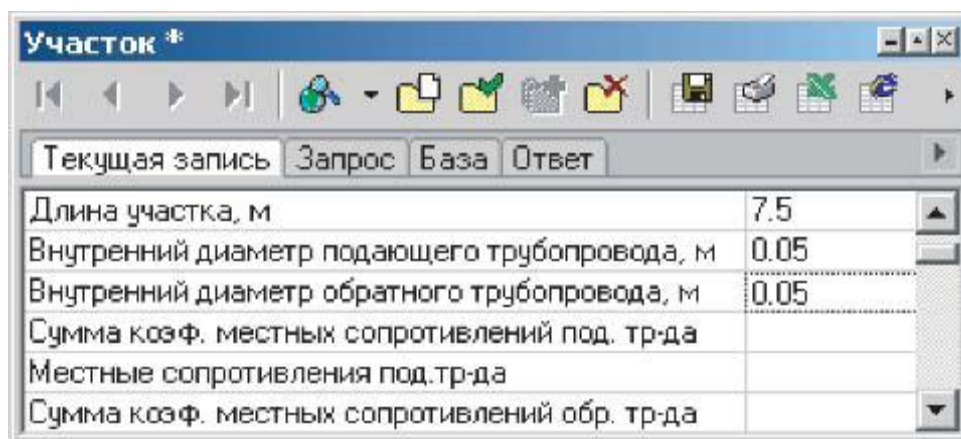 Участок *
Текущая запись Запрос База Ответ
Длина участка, м 7.5
Внутренний диаметр подающего трубопровода, м 0.05
Внутренний диаметр обратного трубопровода, м 0.05
Сумма коэф. местных сопротивлений под. тр-да
Местные сопротивления под.тр-да
Сумма коэф. местных сопротивлений обр. тр-да